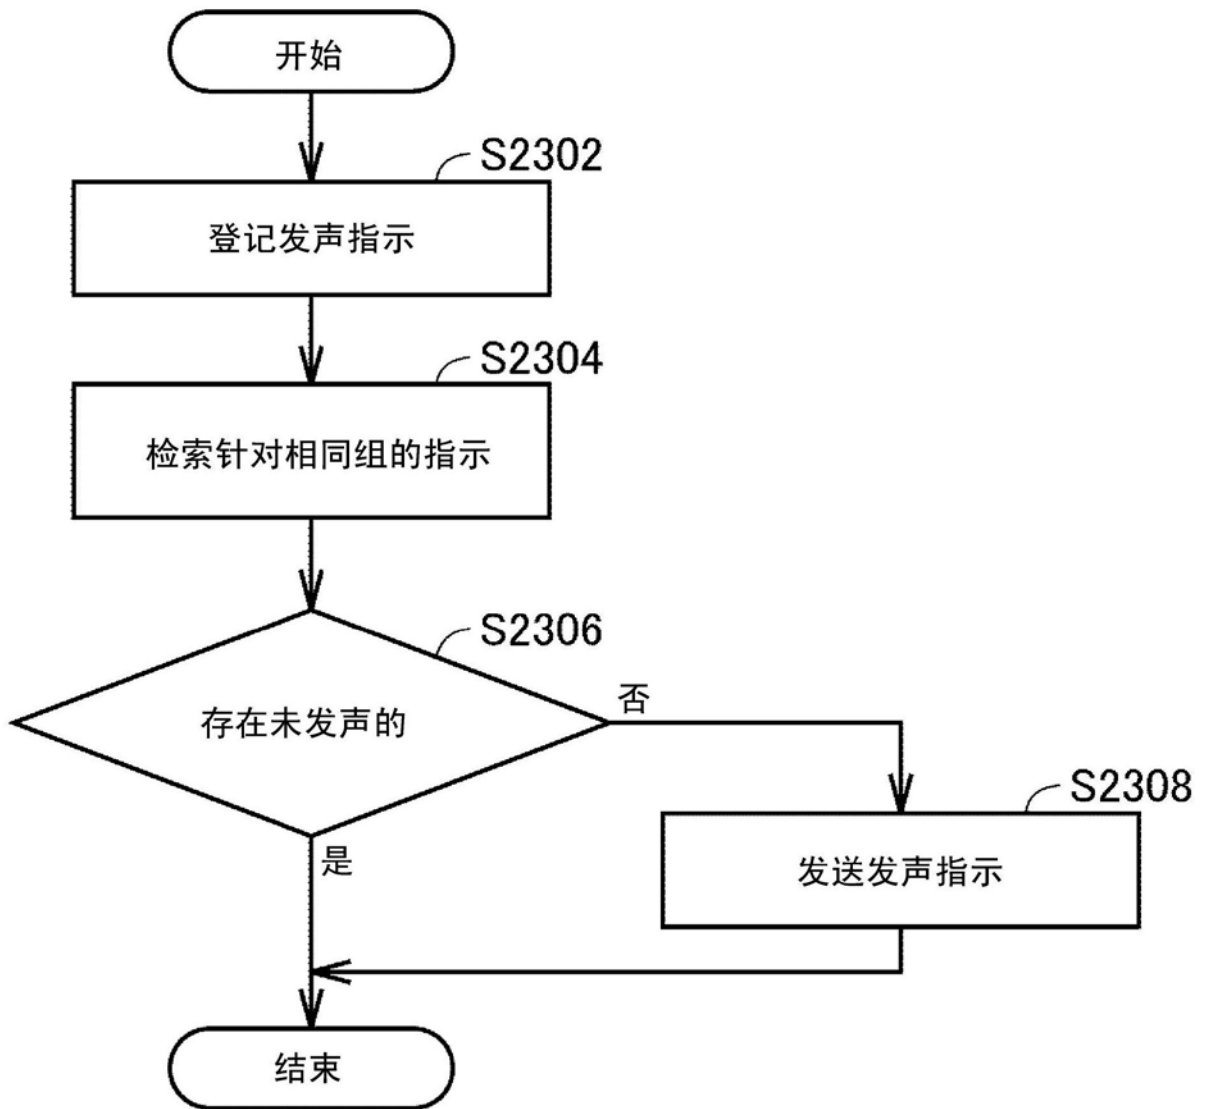 开始
S2302
登记发声指示
S2304
检索针对相同组的指示
S2306
存在未发声的
否
S2308
发送发声指示
是
结束